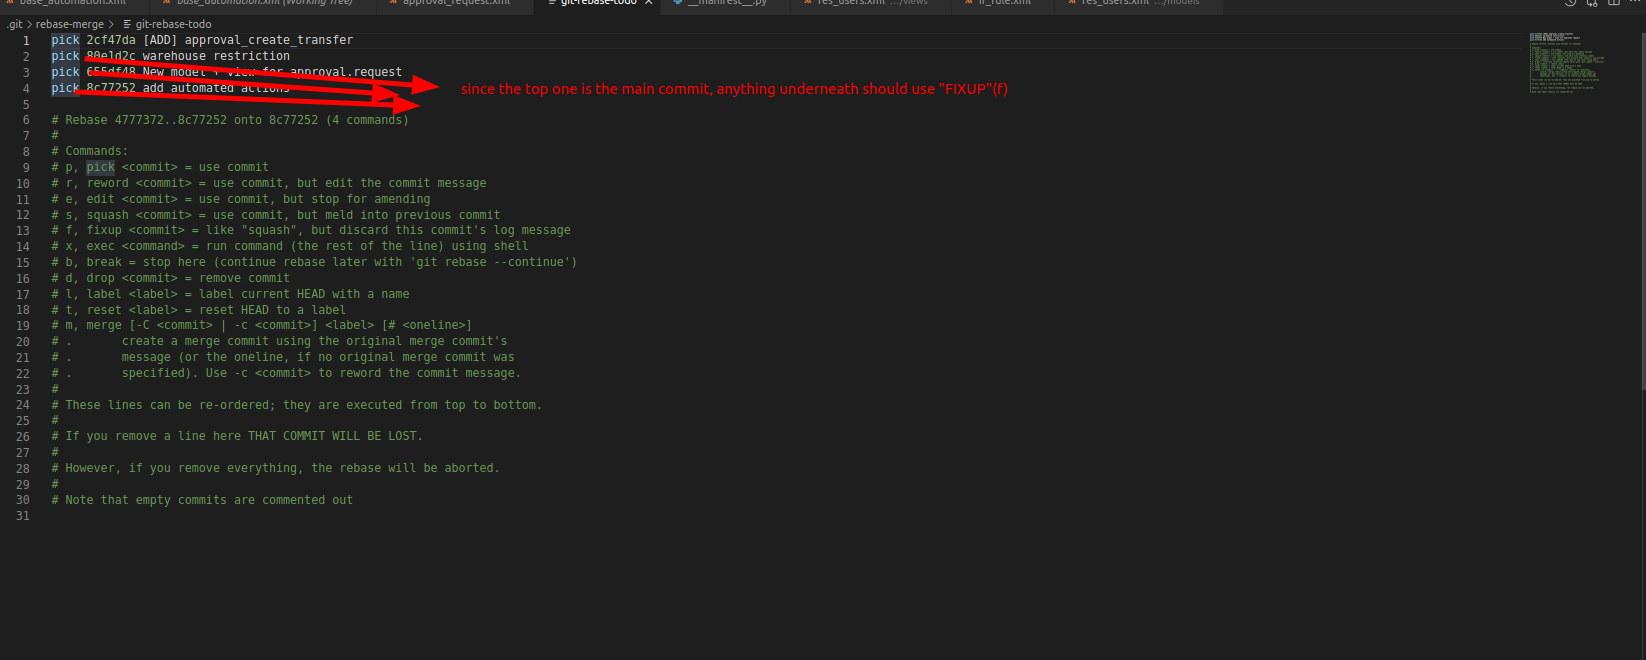 base_automation.xml base_automation.xml (Working Tree) approval_request.xml git-rebase-todo __manifest__.py res_users.xml .../views ir_rule.xml res_users.xml .../models
.git > rebase-merge > git-rebase-todo
1 pick 2cf47da [ADD] approval_create_transfer
2 pick 80e1d2c warehouse restriction
3 pick 655df48 New model + view for approval.request
4 pick 8c77252 add automated actions
since the top one is the main commit, anything underneath should use "FIXUP"(f)
5
6 # Rebase 4777372..8c77252 onto 8c77252 (4 commands)
7 #
8 # Commands:
9 # p, pick <commit> = use commit
10 # r, reword <commit> = use commit, but edit the commit message
11 # e, edit <commit> = use commit, but stop for amending
12 # s, squash <commit> = use commit, but meld into previous commit
13 # f, fixup <commit> = like "squash", but discard this commit's log message
14 # x, exec <command> = run command (the rest of the line) using shell
15 # b, break = stop here (continue rebase later with 'git rebase --continue')
16 # d, drop <commit> = remove commit
17 # l, label <label> = label current HEAD with a name
18 # t, reset <label> = reset HEAD to a label
19 # m, merge [-C <commit> | -c <commit>] <label> [# <oneline>]
20 # . create a merge commit using the original merge commit's
21 # . message (or the oneline, if no original merge commit was
22 # . specified). Use -c <commit> to reword the commit message.
23 #
24 # These lines can be re-ordered; they are executed from top to bottom.
25 #
26 # If you remove a line here THAT COMMIT WILL BE LOST.
27 #
28 # However, if you remove everything, the rebase will be aborted.
29 #
30 # Note that empty commits are commented out
31